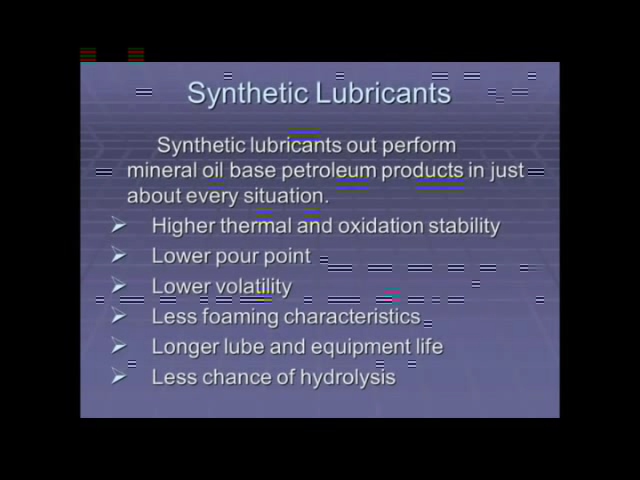 Synthetic Lubricants
Synthetic lubricants out perform
mineral oil base petroleum products in just
about every situation.
Higher thermal and oxidation stability
Lower pour point
Lower volatility
Less foaming characteristics
Longer lube and equipment life
Less chance of hydrolysis